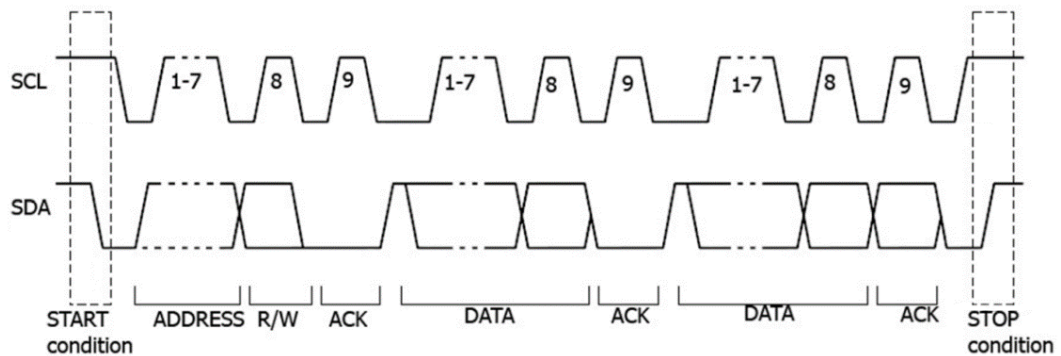 SCL
1-7 8 9 1-7 8 9 1-7 8 9
SDA
START
condition
ADDRESS R/W ACK DATA ACK DATA ACK
STOP
condition